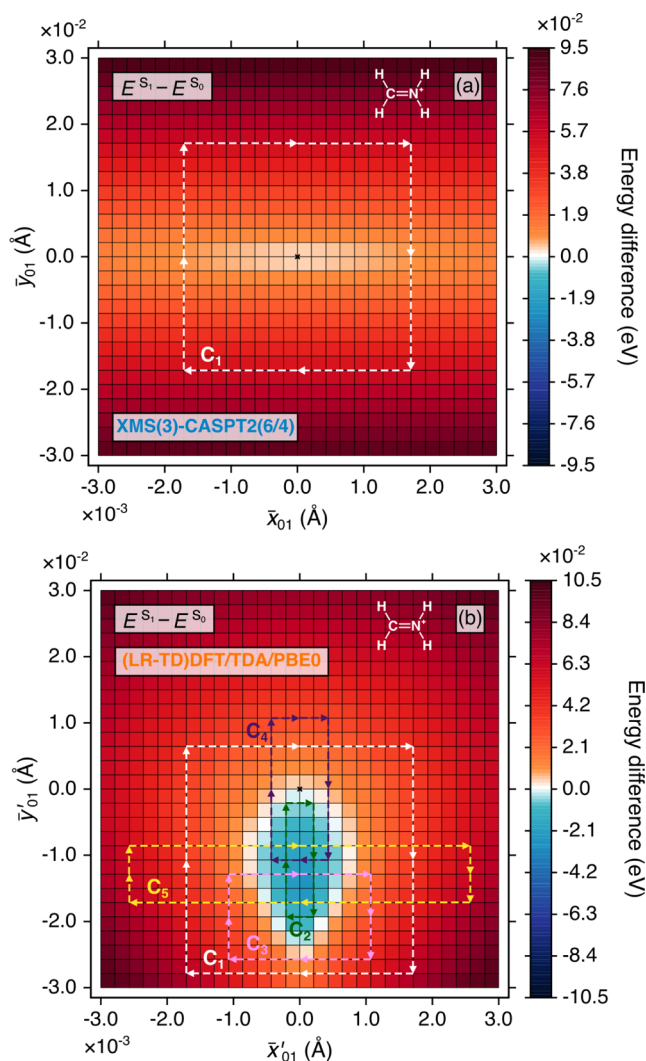 ×10⁻²
×10⁻²
3.0
9.5
E^S₁ − E^S₀
H H
(a)
C=N⁺
H H
7.6
2.0
5.7
1.0
3.8
1.9
ȳ₀₁ (Å)
0.0
0.0
Energy difference (eV)
-1.9
-1.0
-3.8
C₁
-5.7
-2.0
XMS(3)-CASPT2(6/4)
-7.6
-3.0
-9.5
-3.0 -2.0 -1.0 0.0 1.0 2.0 3.0
×10⁻³
x̄₀₁ (Å)
×10⁻²
×10⁻²
3.0
10.5
E^S₁ − E^S₀
H H
(b)
C=N⁺
H H
8.4
2.0
(LR-TD)DFT/TDA/PBE0
6.3
1.0
C₄
4.2
2.1
ȳ′₀₁ (Å)
0.0
0.0
Energy difference (eV)
-2.1
-1.0
-4.2
C₅
-6.3
-2.0
C₂
C₃
-8.4
C₁
-3.0
-10.5
-3.0 -2.0 -1.0 0.0 1.0 2.0 3.0
×10⁻³
x̄′₀₁ (Å)